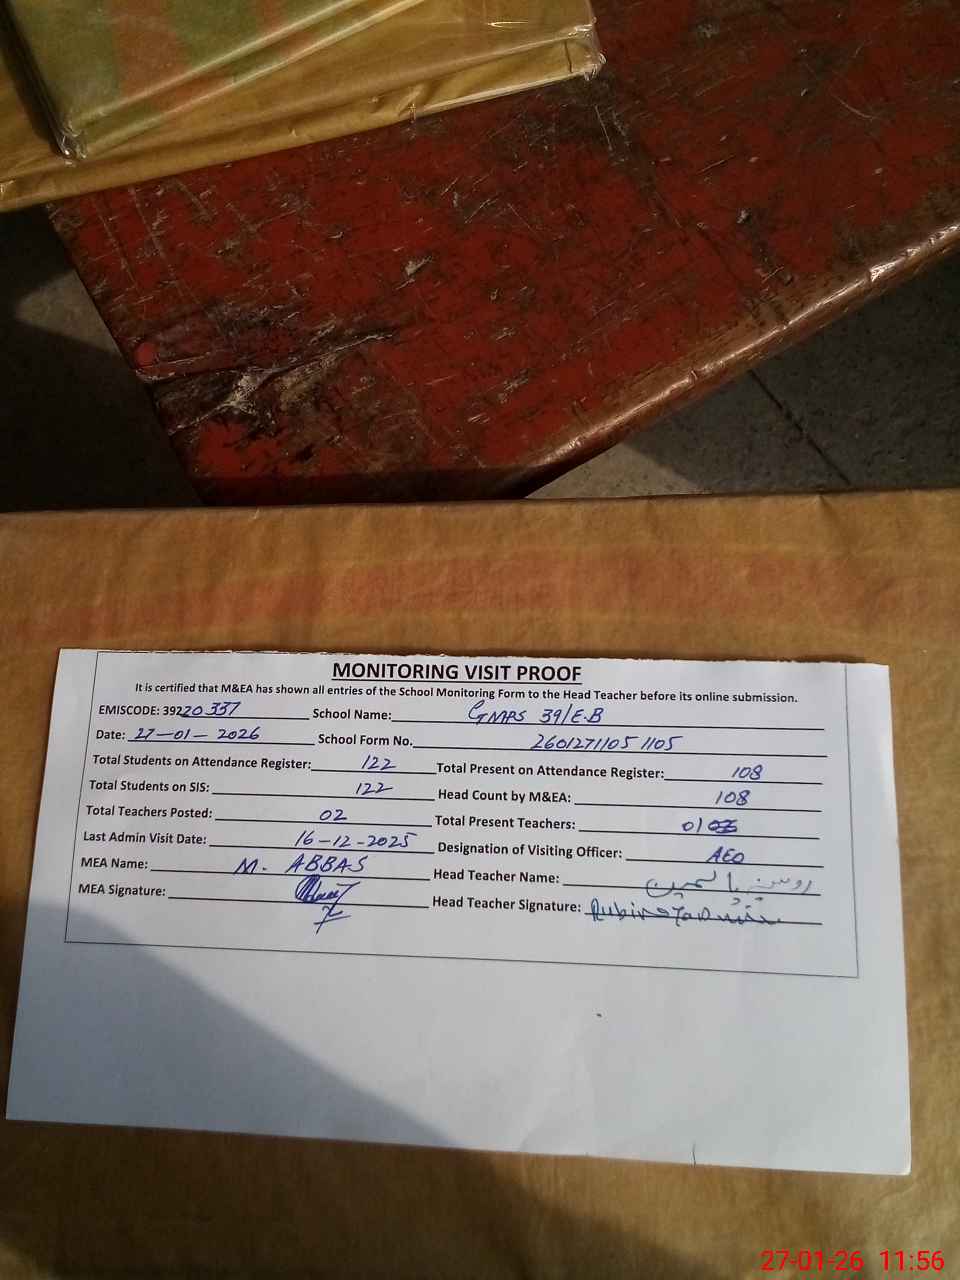 MONITORING VISIT PROOF
It is certified that M&EA has shown all entries of the School Monitoring Form to the Head Teacher before its online submission.
EMISCODE: 39220337 School Name: GMPS 39/E.B
Date: 27-01-2026 School Form No. 2601271105 1105
Total Students on Attendance Register: 122 Total Present on Attendance Register: 108
Total Students on SIS: 122 Head Count by M&EA: 108
Total Teachers Posted: 02 Total Present Teachers: 01
Last Admin Visit Date: 16-12-2025 Designation of Visiting Officer: AEO
MEA Name: M. ABBAS Head Teacher Name: روبینہ یاسمین
MEA Signature: Head Teacher Signature: Rubina Yasmin
27-01-26 11:56